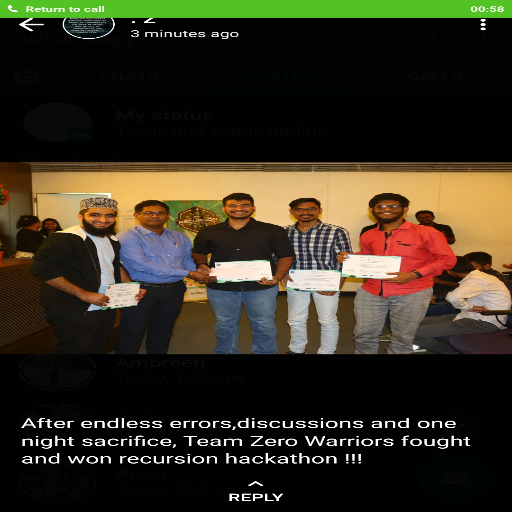 Return to call
00:58
: 2
3 minutes ago
CHATS
STATUS
CALLS
My status
Tap to add status update
Ambreen
Today, 1:26 am
After endless errors,discussions and one
night sacrifice, Team Zero Warriors fought
and won recursion hackathon !!!
REPLY